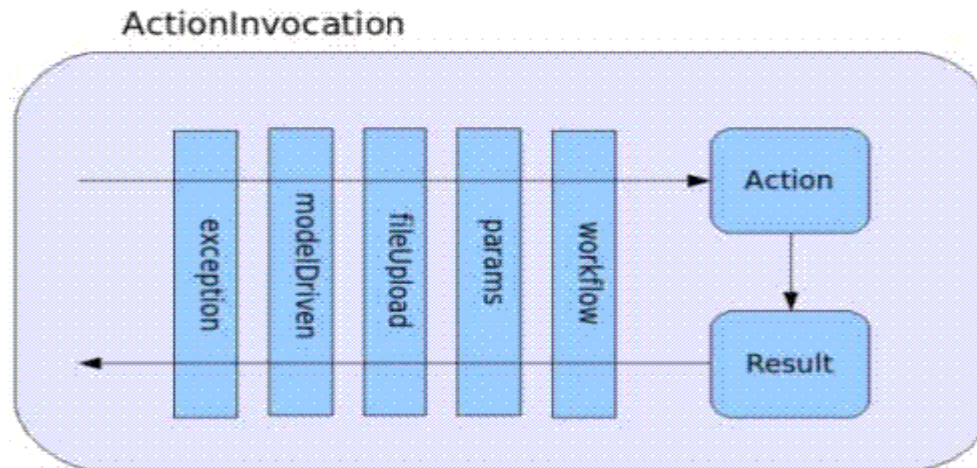 ActionInvocation
exception
modelDriven
fileUpload
params
workflow
Action
Result